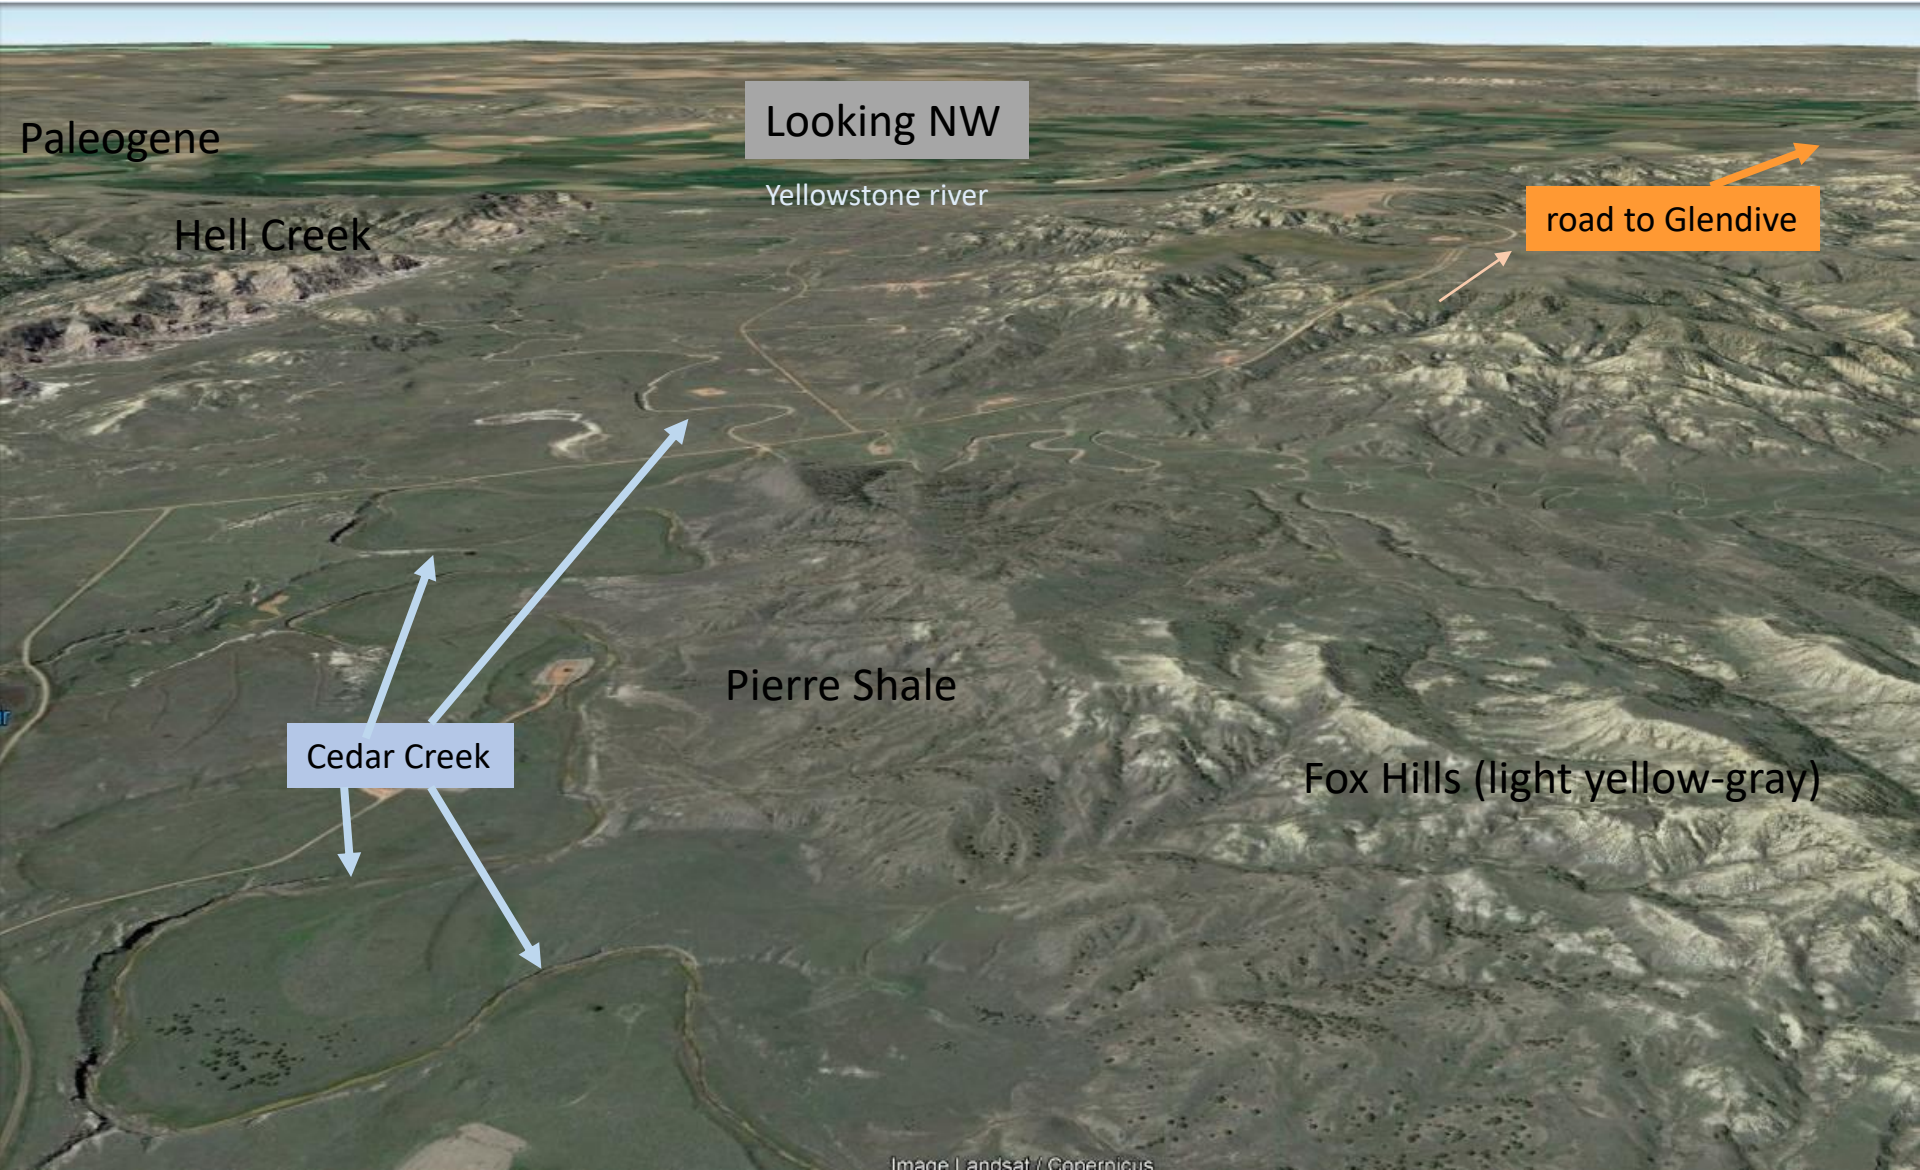 Looking NW
Paleogene
Yellowstone river
Hell Creek
road to Glendive
Pierre Shale
Cedar Creek
Fox Hills (light yellow-gray)
Image Landsat / Copernicus